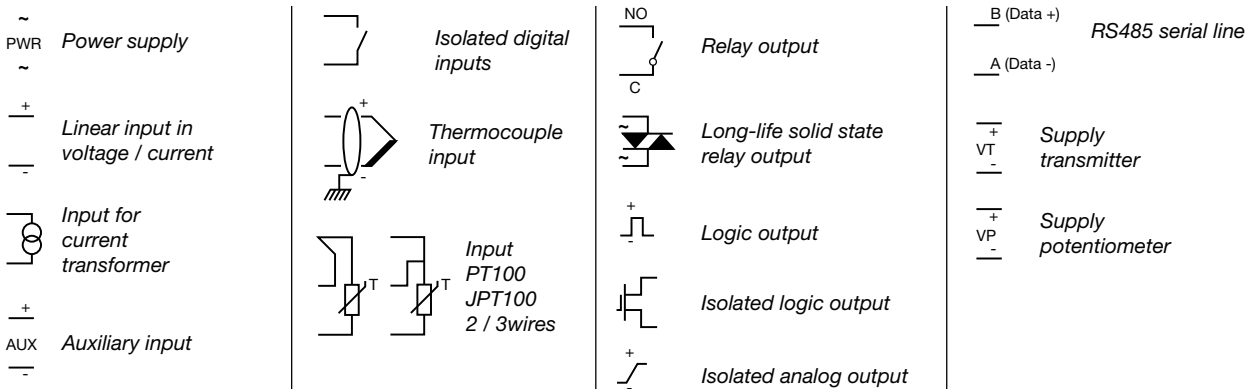 ~
PWR
~
Power supply
+
-
Linear input in
voltage / current
Input for
current
transformer
+
AUX
-
Auxiliary input
Isolated digital
inputs
+
-
Thermocouple
input
T
T
Input
PT100
JPT100
2 / 3wires
NO
C
Relay output
~
~
Long-life solid state
relay output
+
-
Logic output
Isolated logic output
+
-
Isolated analog output
B (Data +)
A (Data -)
RS485 serial line
+
VT
-
Supply
transmitter
+
VP
-
Supply
potentiometer